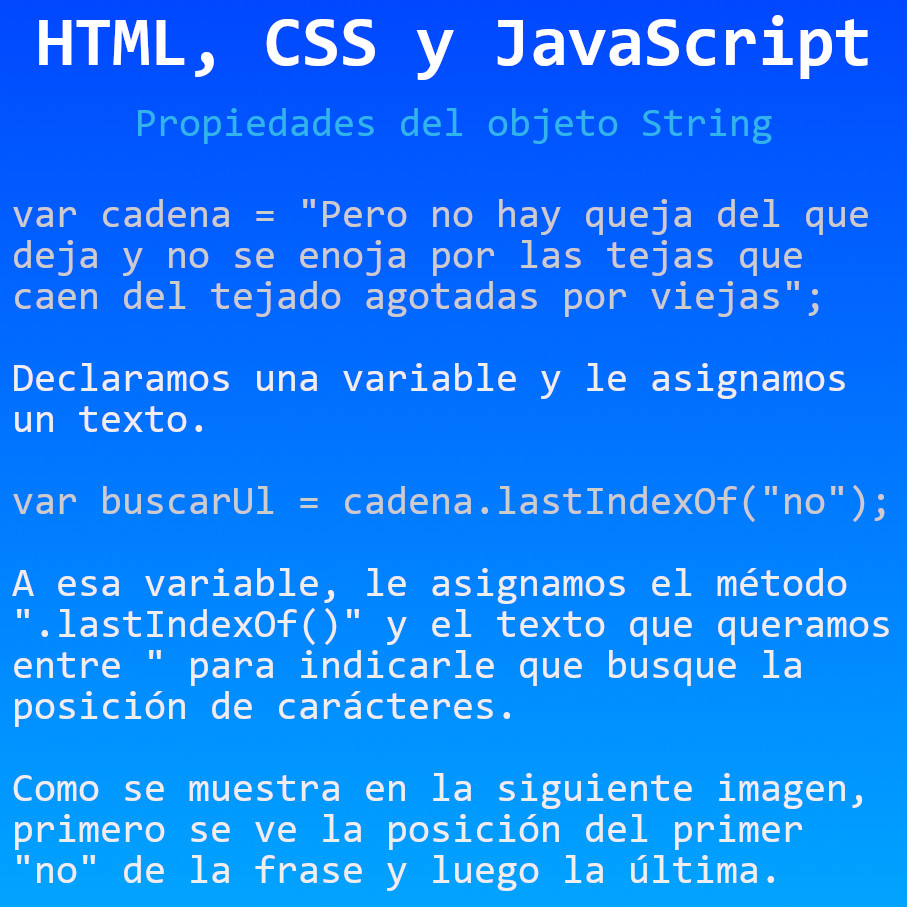 HTML, CSS y JavaScript
Propiedades del objeto String
var cadena = "Pero no hay queja del que
deja y no se enoja por las tejas que
caen del tejado agotadas por viejas";
Declaramos una variable y le asignamos
un texto.
var buscarUl = cadena.lastIndexOf("no");
A esa variable, le asignamos el método
".lastIndexOf()" y el texto que queramos
entre " para indicarle que busque la
posición de carácteres.
Como se muestra en la siguiente imagen,
primero se ve la posición del primer
"no" de la frase y luego la última.